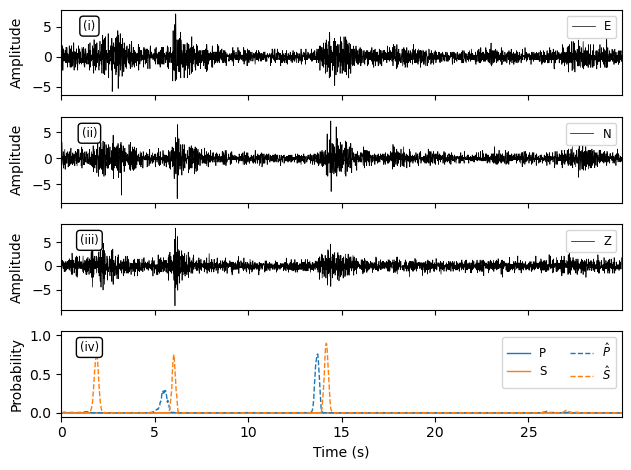 (i)
E
Amplitude
5
0
−5
(ii)
N
Amplitude
5
0
−5
(iii)
Z
Amplitude
5
0
−5
(iv)
P
S
P̂
Ŝ
Probability
1.0
0.5
0.0
0 5 10 15 20 25
Time (s)